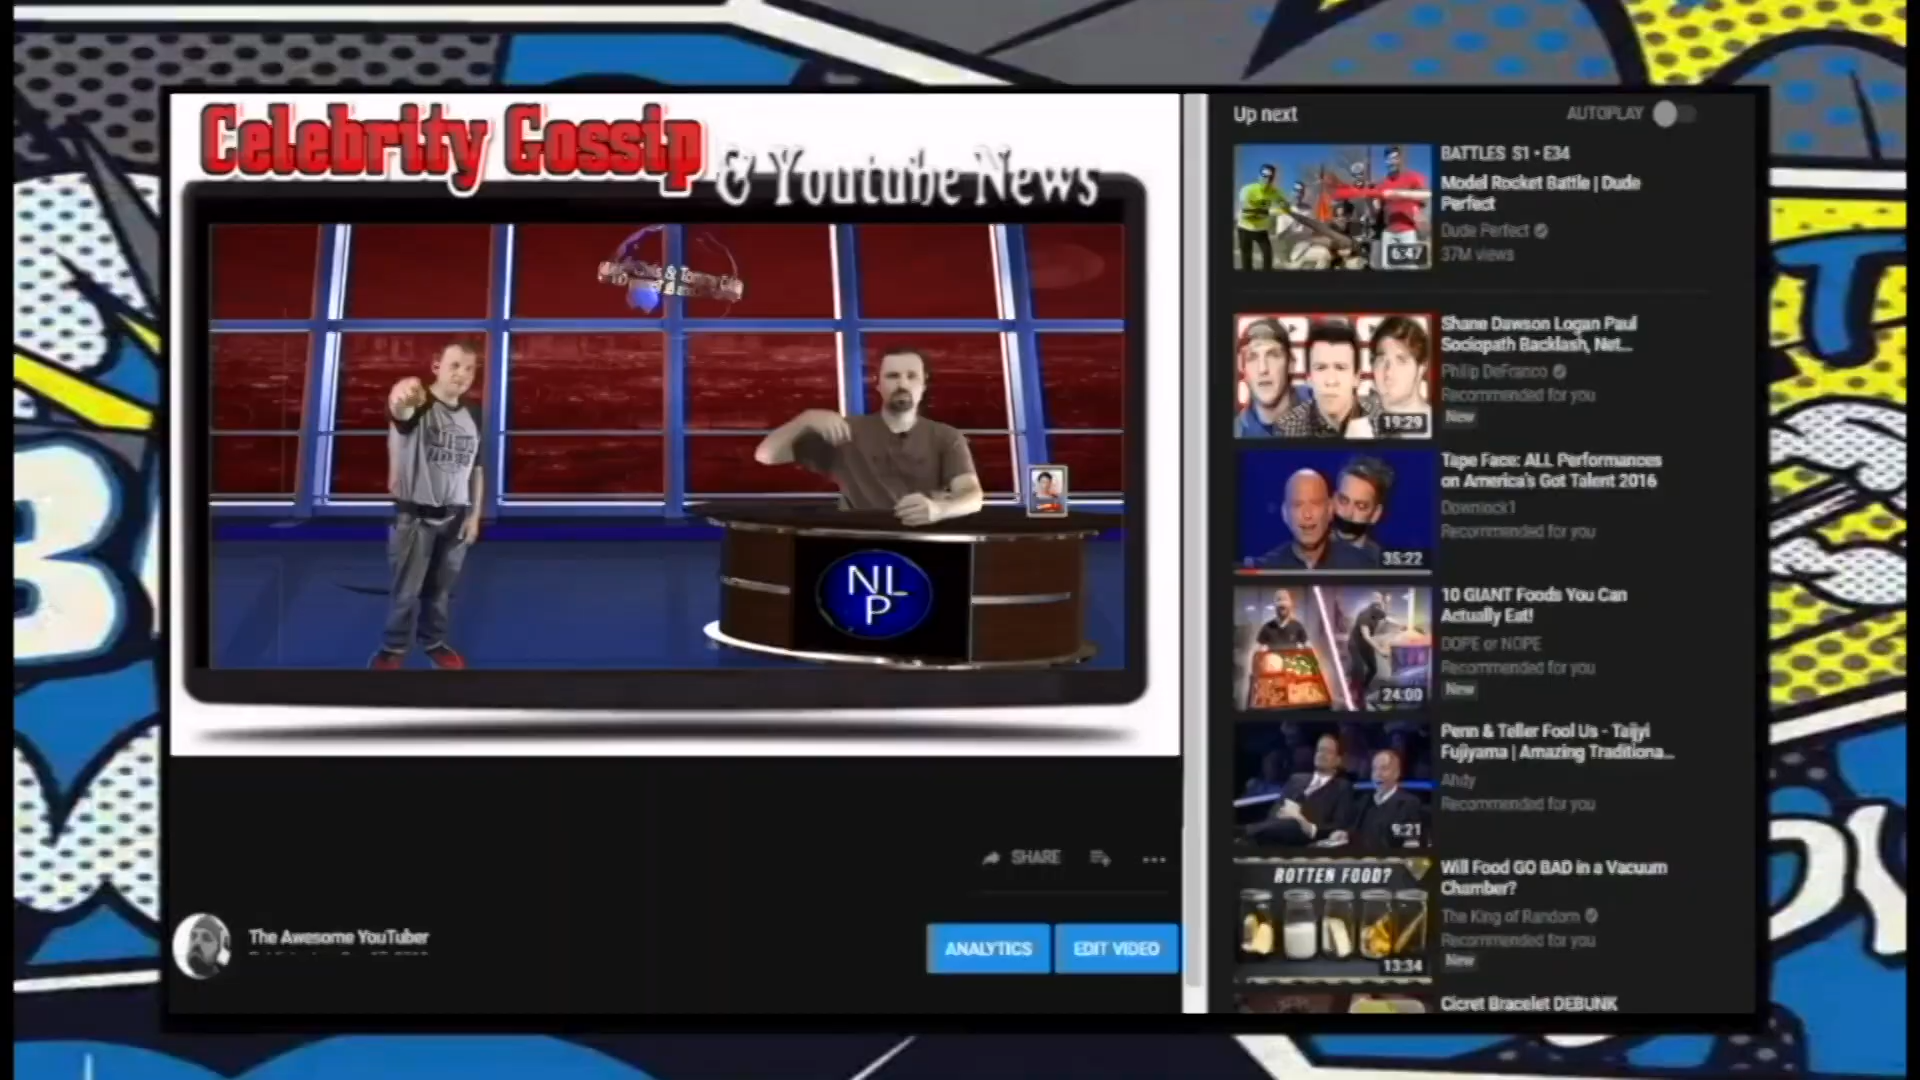 Celebrity Gossip
& Youtube News
NL
P
SHARE
The Awesome YouTuber
ANALYTICS
EDIT VIDEO
Up next
AUTOPLAY
BATTLES S1 • E34
Model Rocket Battle | Dude
Perfect
Dude Perfect
37M views
6:47
Shane Dawson Logan Paul
Sociopath Backlash, Net...
Philip DeFranco
Recommended for you
New
19:29
Tape Face: ALL Performances
on America's Got Talent 2016
Downlock1
Recommended for you
35:22
10 GIANT Foods You Can
Actually Eat!
DOPE or NOPE
Recommended for you
New
24:00
Penn & Teller Fool Us - Taijyi
Fujiyama | Amazing Traditiona...
Recommended for you
9:21
ROTTEN FOOD?
Will Food GO BAD in a Vacuum
Chamber?
The King of Random
Recommended for you
New
13:34
Cicret Bracelet DEBUNK